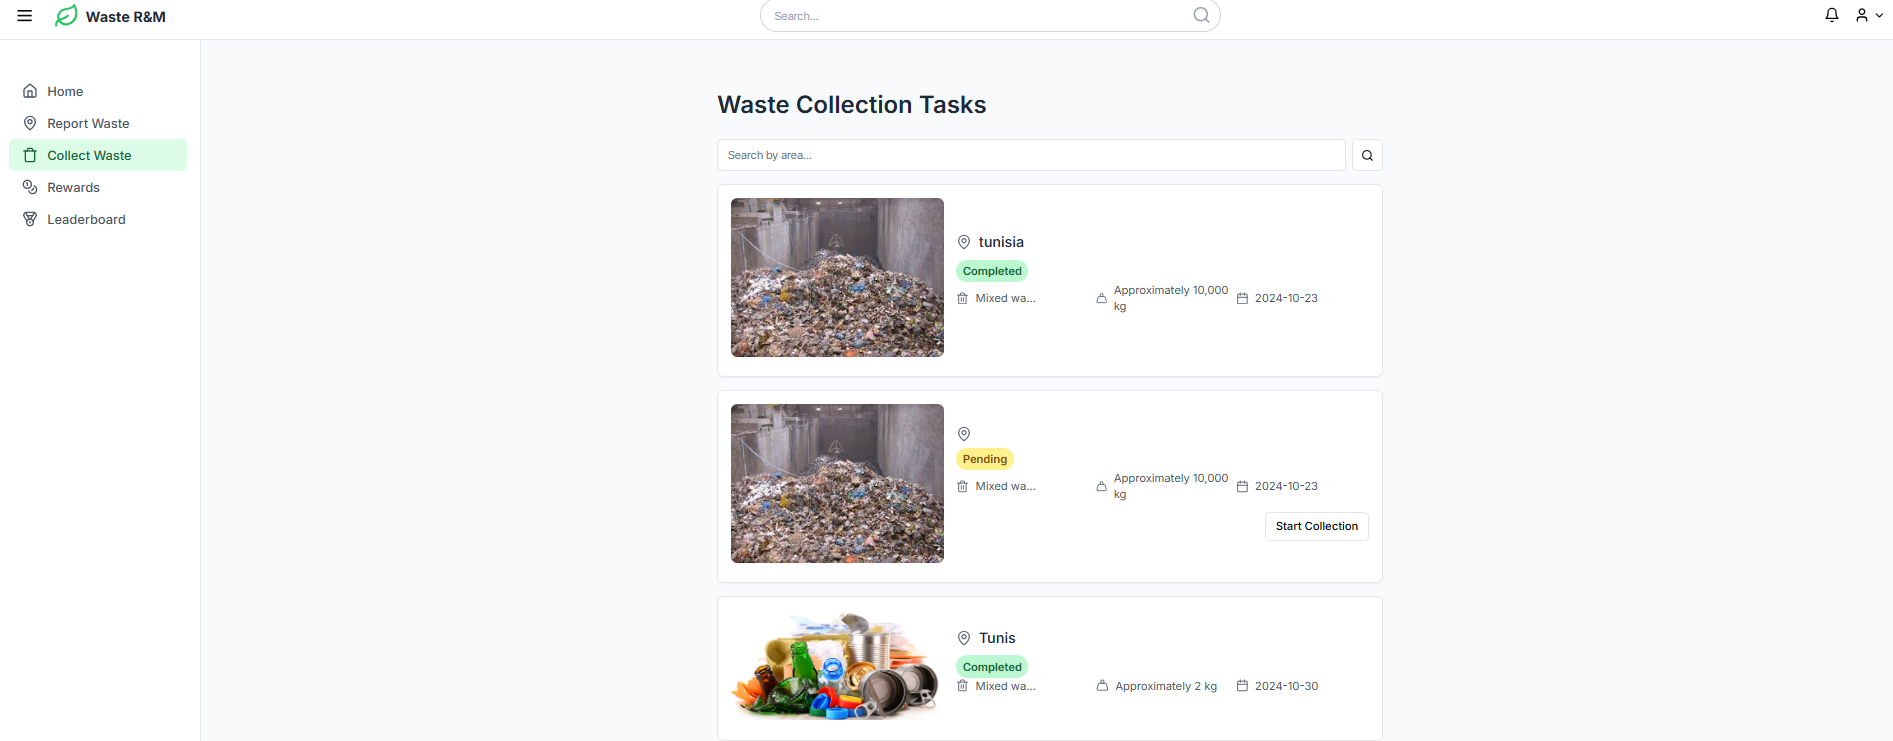 Waste R&M
Search...
Home
Report Waste
Collect Waste
Rewards
Leaderboard
Waste Collection Tasks
Search by area...
tunisia
Completed
Mixed wa...
Approximately 10,000
kg
2024-10-23
Pending
Mixed wa...
Approximately 10,000
kg
2024-10-23
Start Collection
Tunis
Completed
Mixed wa...
Approximately 2 kg
2024-10-30